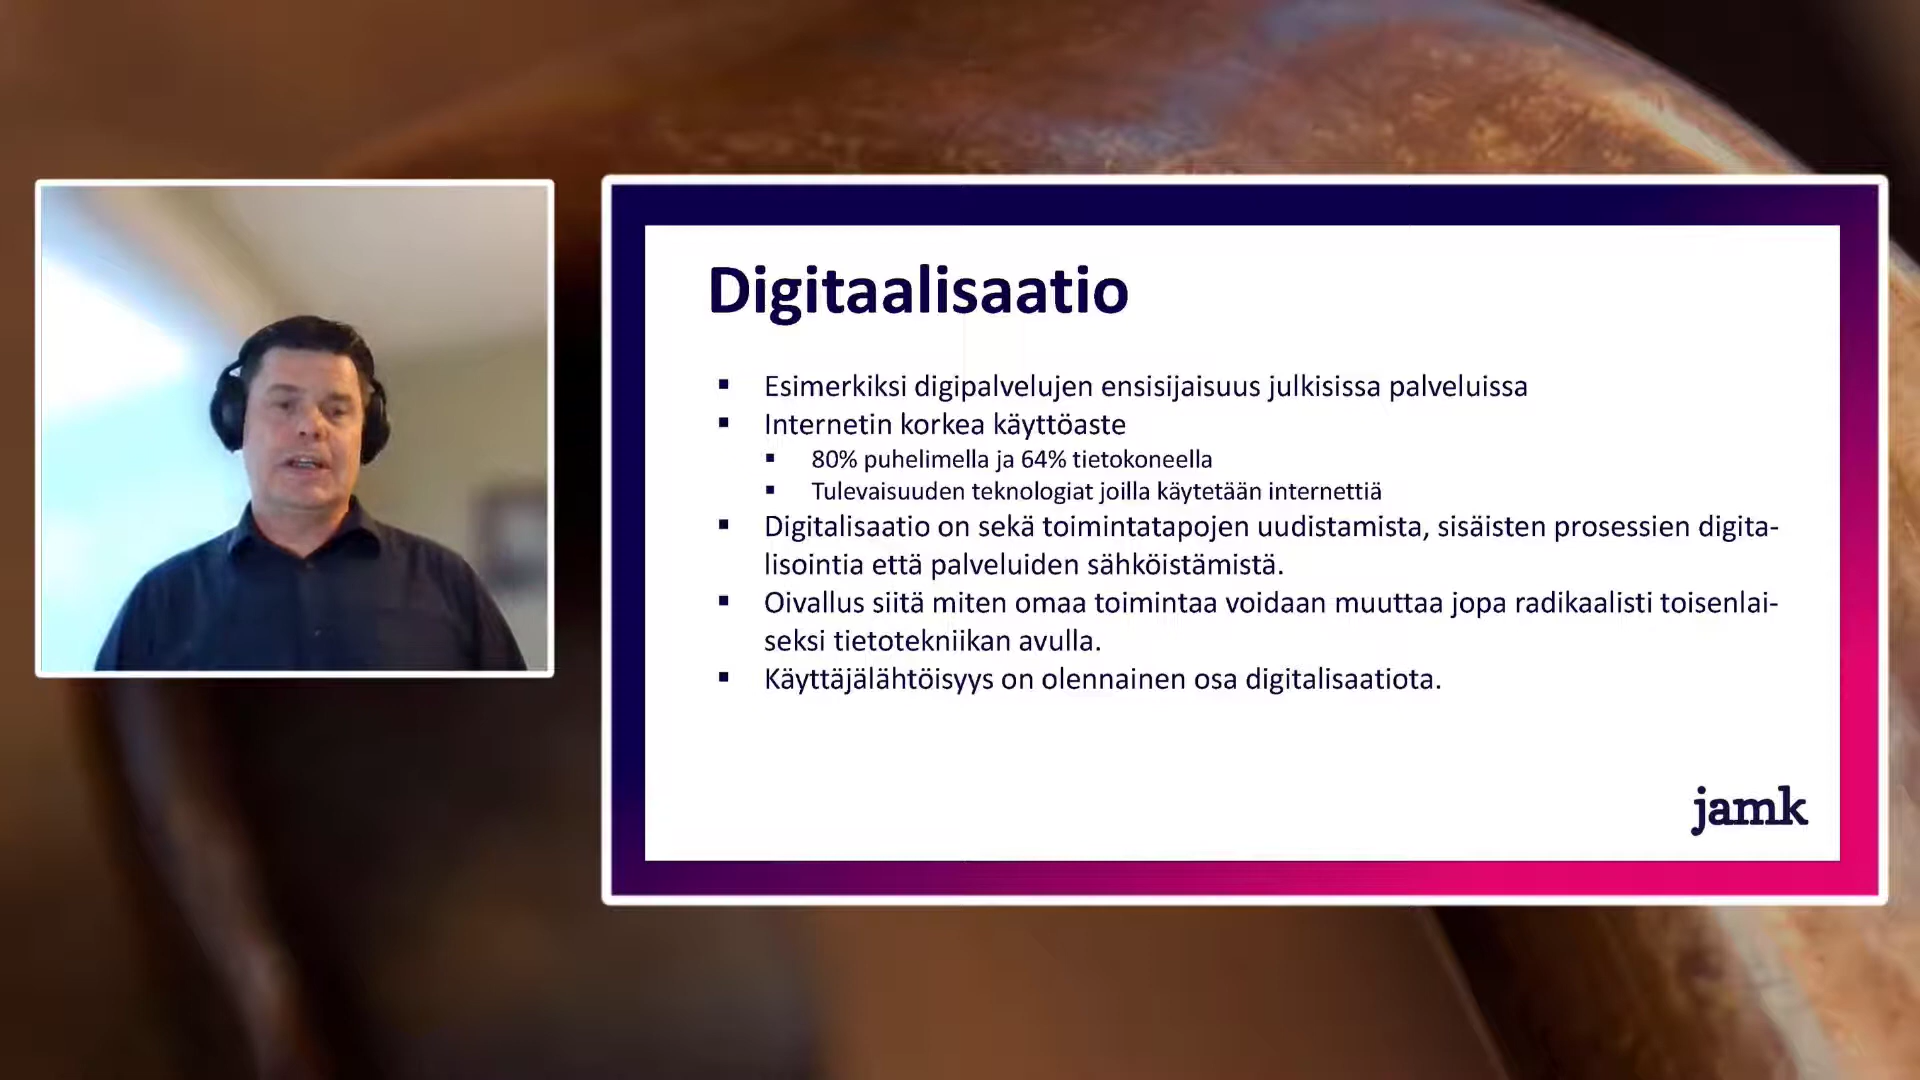 Digitaalisaatio
▪ Esimerkiksi digipalvelujen ensisijaisuus julkisissa palveluissa
▪ Internetin korkea käyttöaste
▪ 80% puhelimella ja 64% tietokoneella
▪ Tulevaisuuden teknologiat joilla käytetään internettiä
▪ Digitalisaatio on sekä toimintatapojen uudistamista, sisäisten prosessien digita-
lisointia että palveluiden sähköistämistä.
▪ Oivallus siitä miten omaa toimintaa voidaan muuttaa jopa radikaalisti toisenlai-
seksi tietotekniikan avulla.
▪ Käyttäjälähtöisyys on olennainen osa digitalisaatiota.
jamk